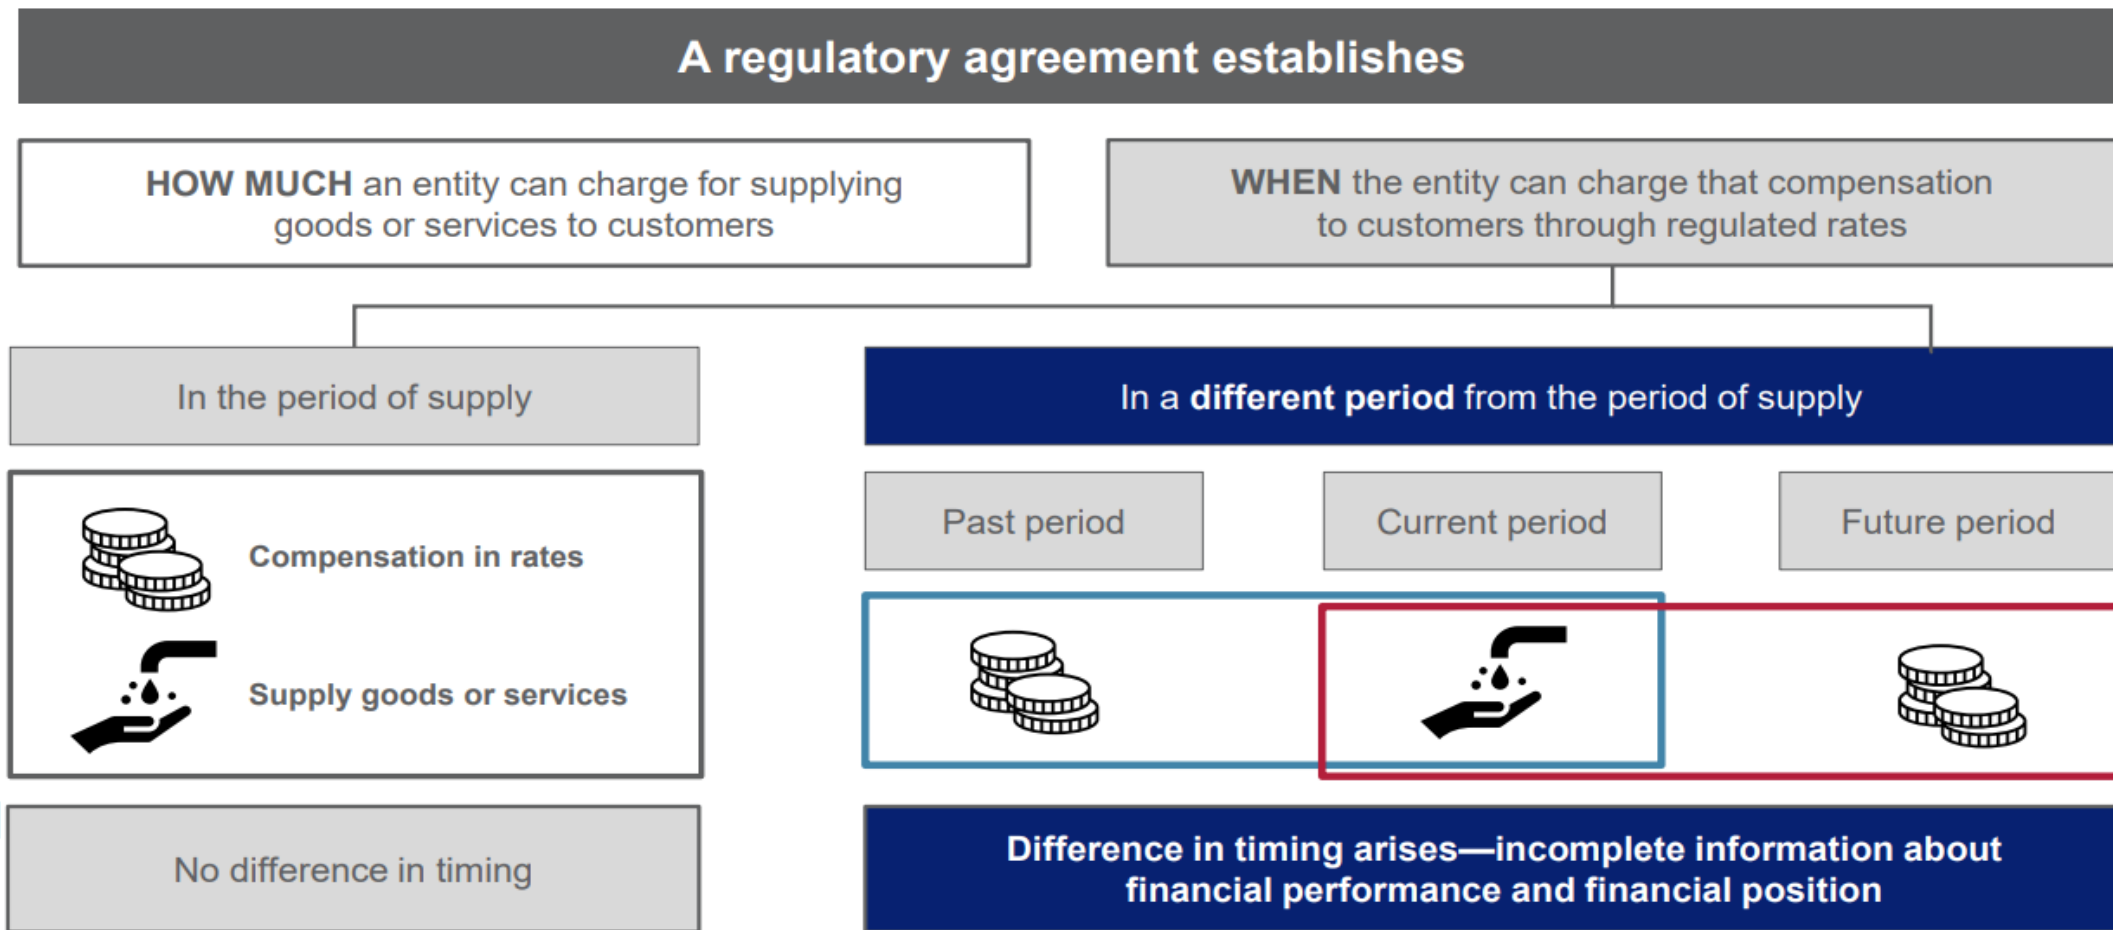 A regulatory agreement establishes
HOW MUCH an entity can charge for supplying
goods or services to customers
WHEN the entity can charge that compensation
to customers through regulated rates
In the period of supply
In a different period from the period of supply
Compensation in rates
Supply goods or services
Past period
Current period
Future period
No difference in timing
Difference in timing arises—incomplete information about
financial performance and financial position